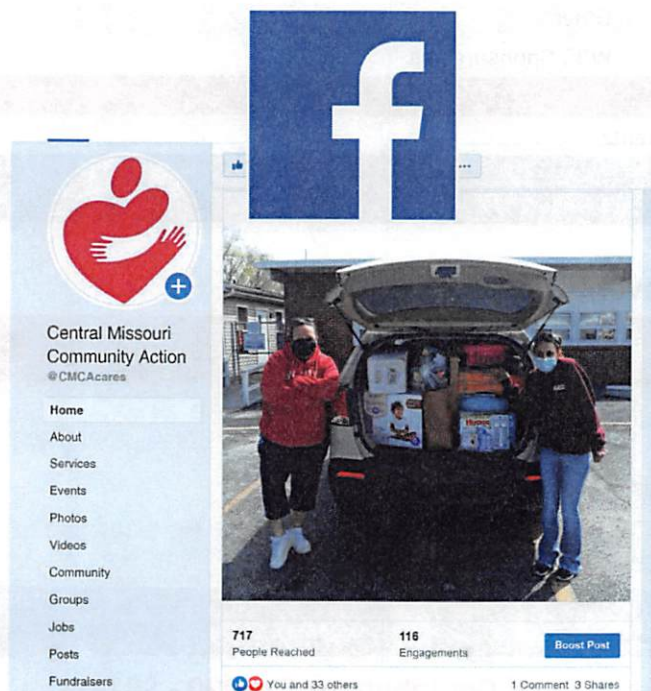 f
Central Missouri
Community Action
@CMCAcares
Home
About
Services
Events
Photos
Videos
Community
Groups
Jobs
Posts
Fundraisers
...
HUGGIES
717
People Reached
116
Engagements
Boost Post
You and 33 others
1 Comment 3 Shares